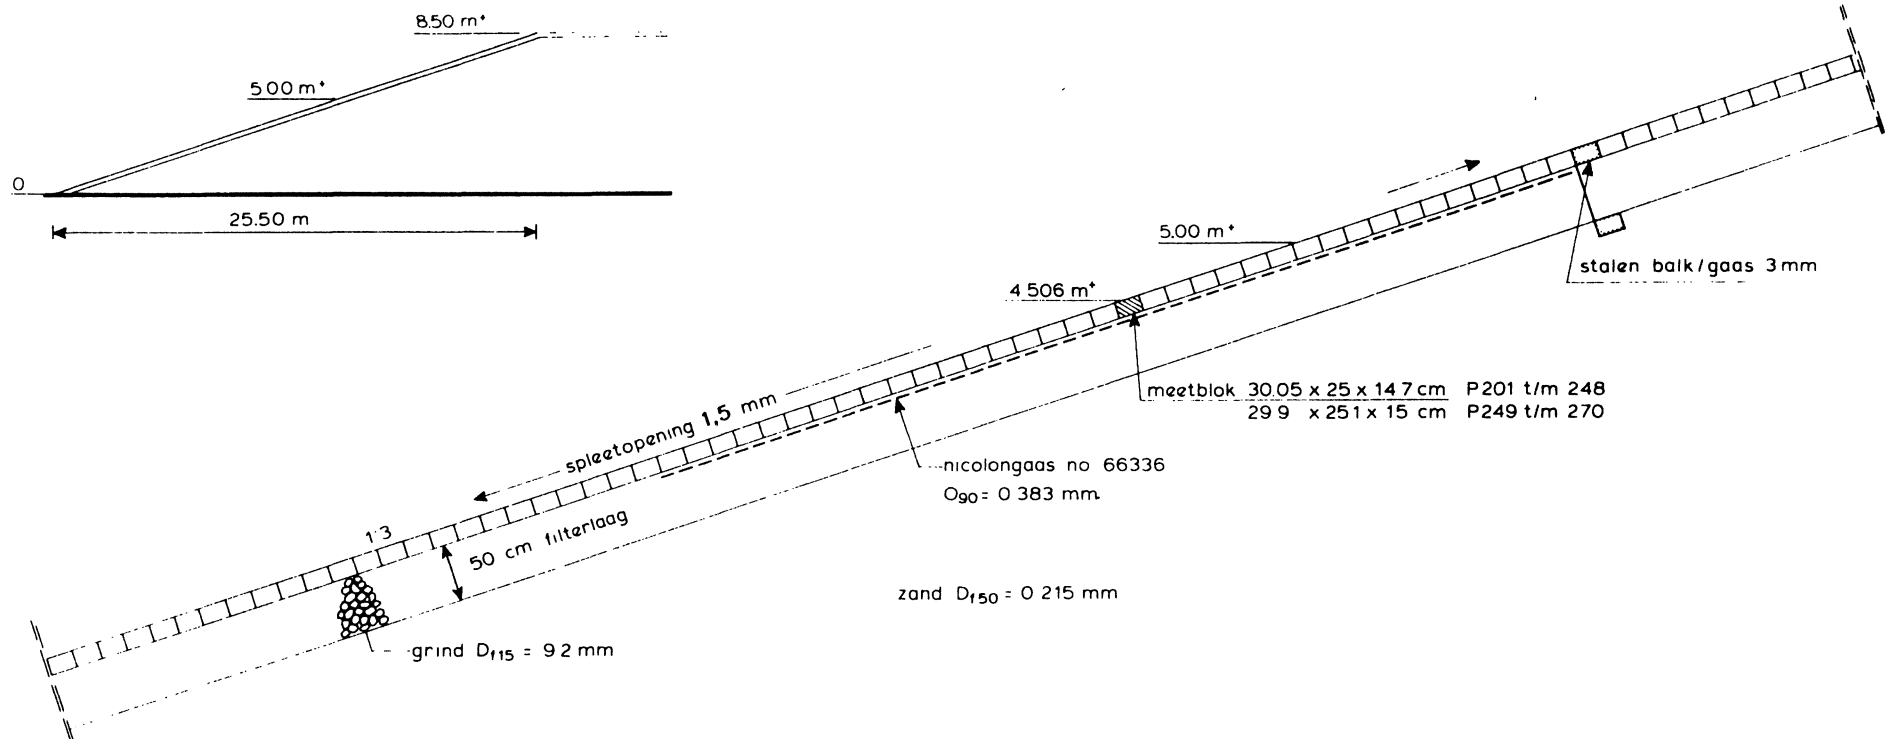 8.50 m⁺
5.00 m⁺
0
25.50 m
5.00 m⁺
stalen balk/gaas 3mm
4 506 m⁺
meetblok 30.05 x 25 x 14 7 cm P201 t/m 248
29 9 x 25 1 x 15 cm P249 t/m 270
spleetopening 1,5 mm
nicolongaas no 66336
O90 = 0 383 mm.
1:3
50 cm filterlaag
zand Df50 = 0 215 mm
grind Df15 = 9 2 mm